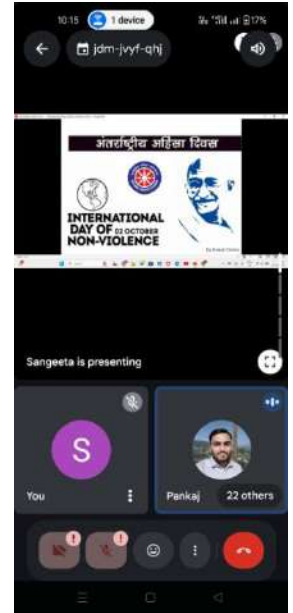 10:15
1 device
17%
jdm-jvyf-qhj
अंतर्राष्ट्रीय अहिंसा दिवस
INTERNATIONAL
DAY OF 02 OCTOBER
NON-VIOLENCE
Sangeeta is presenting
S
You
Pankaj
22 others